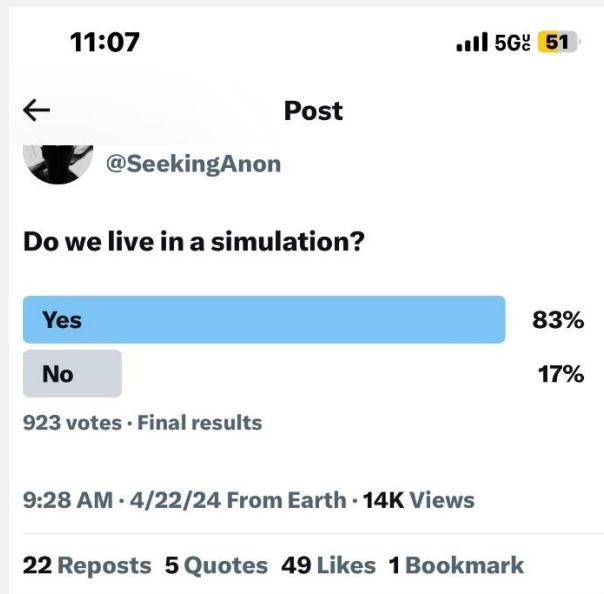 11:07 5G 51
Post
@SeekingAnon
Do we live in a simulation?
Yes 83%
No 17%
923 votes · Final results
9:28 AM · 4/22/24 From Earth · 14K Views
22 Reposts 5 Quotes 49 Likes 1 Bookmark